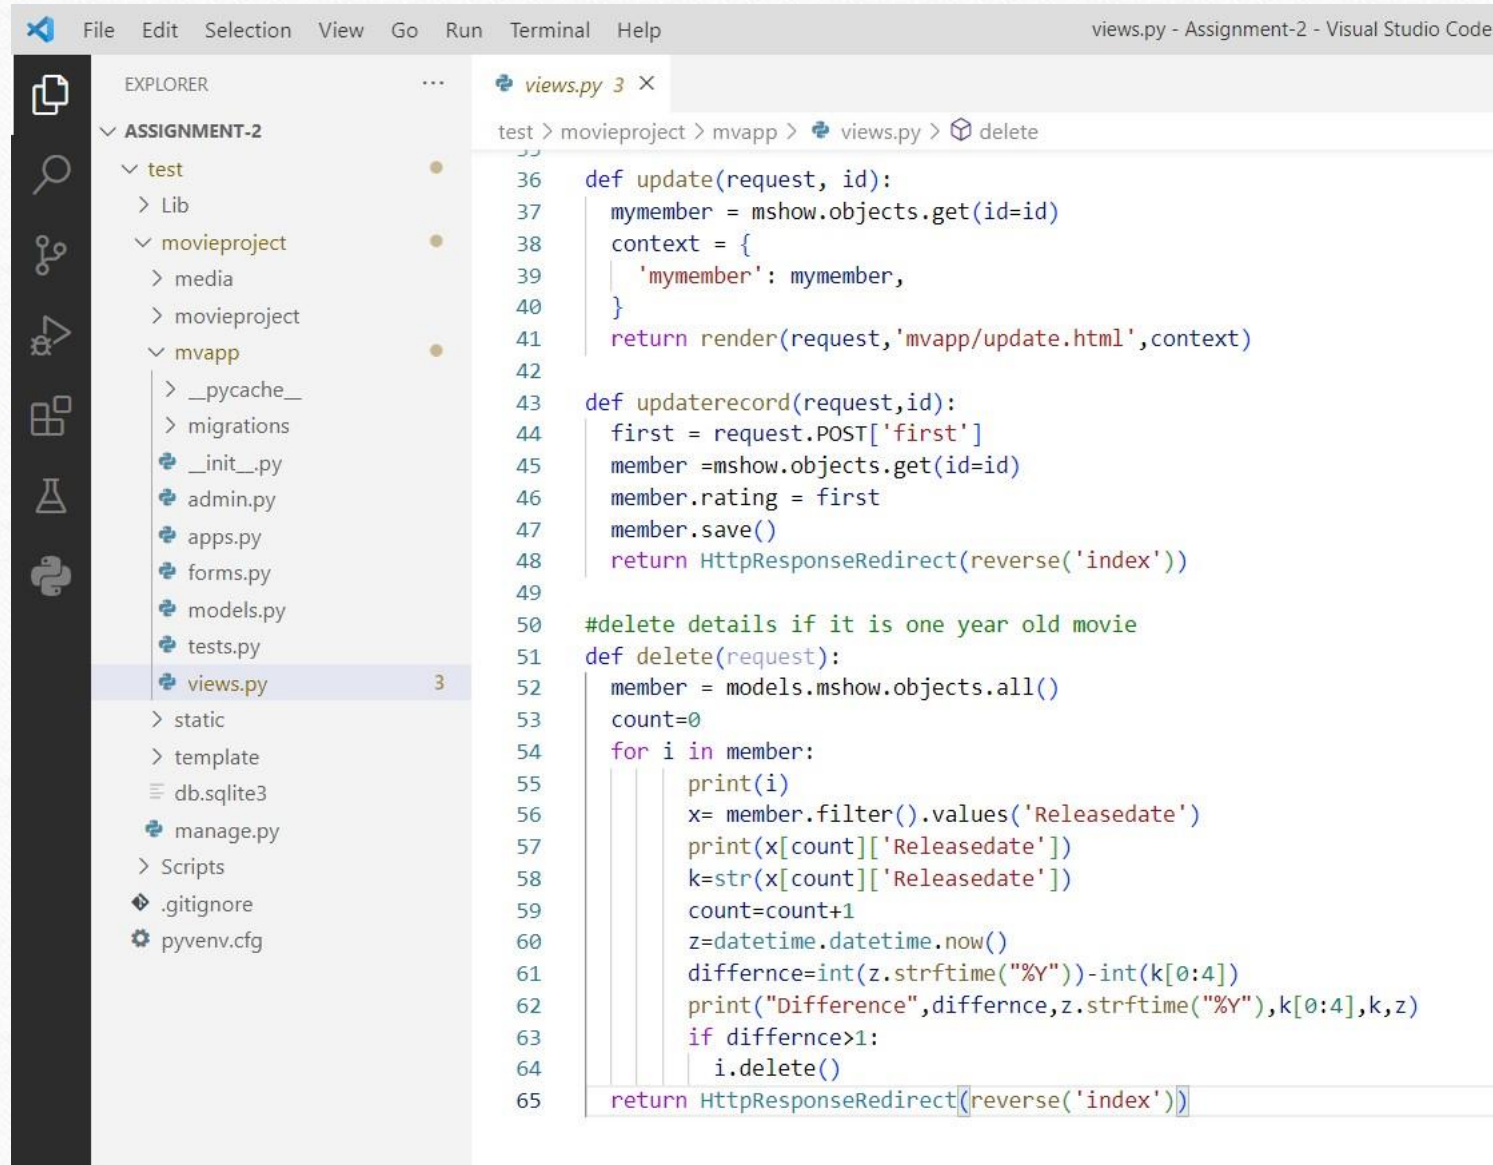 File Edit Selection View Go Run Terminal Help
views.py - Assignment-2 - Visual Studio Code
EXPLORER ...
ASSIGNMENT-2
test
Lib
movieproject
media
movieproject
mvapp
__pycache__
migrations
__init__.py
admin.py
apps.py
forms.py
models.py
tests.py
views.py 3
static
template
db.sqlite3
manage.py
Scripts
.gitignore
pyvenv.cfg
views.py 3 ×
test > movieproject > mvapp > views.py > delete
36 def update(request, id):
37 mymember = mshow.objects.get(id=id)
38 context = {
39 'mymember': mymember,
40 }
41 return render(request,'mvapp/update.html',context)
42
43 def updaterecord(request,id):
44 first = request.POST['first']
45 member =mshow.objects.get(id=id)
46 member.rating = first
47 member.save()
48 return HttpResponseRedirect(reverse('index'))
49
50 #delete details if it is one year old movie
51 def delete(request):
52 member = models.mshow.objects.all()
53 count=0
54 for i in member:
55 print(i)
56 x= member.filter().values('Releasedate')
57 print(x[count]['Releasedate'])
58 k=str(x[count]['Releasedate'])
59 count=count+1
60 z=datetime.datetime.now()
61 differnce=int(z.strftime("%Y"))-int(k[0:4])
62 print("Difference",differnce,z.strftime("%Y"),k[0:4],k,z)
63 if differnce>1:
64 i.delete()
65 return HttpResponseRedirect(reverse('index'))